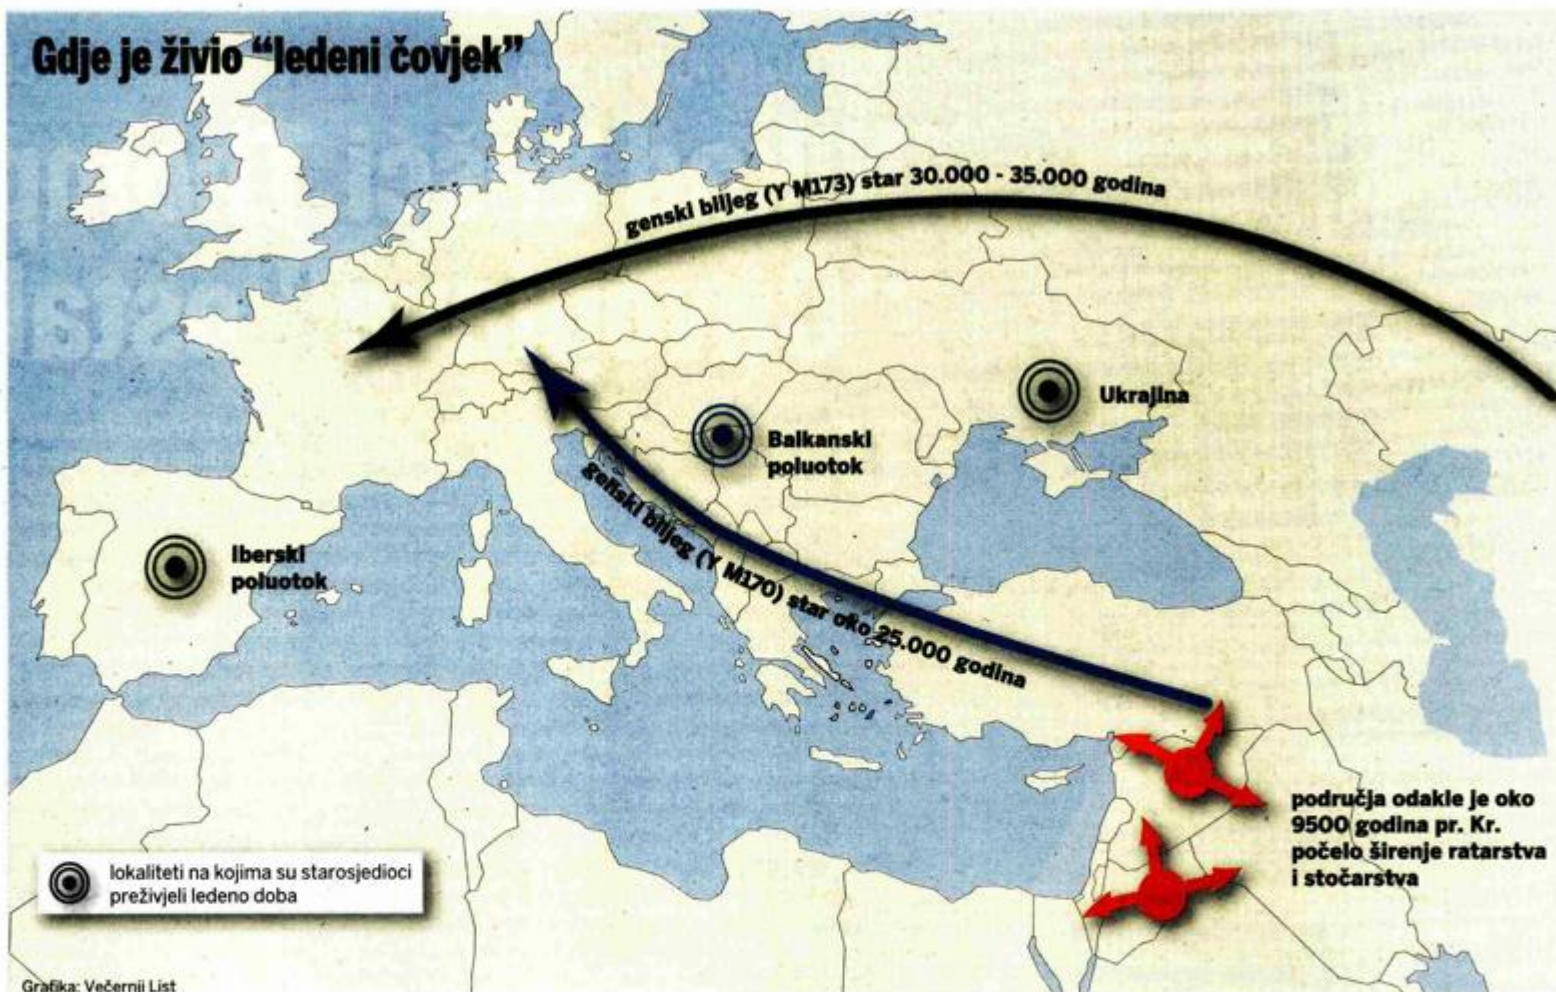 Gdje je živio “ledeni čovjek”
genski biljeg (Y M173) star 30.000 - 35.000 godina
Ukrajina
Balkanski
poluotok
genski biljeg (Y M170) star oko 25.000 godina
Iberski
poluotok
područja odakle je oko
9500 godina pr. Kr.
počelo širenje ratarstva
i stočarstva
lokaliteti na kojima su starosjedioci
preživjeli ledeno doba
Grafika: Večernji List